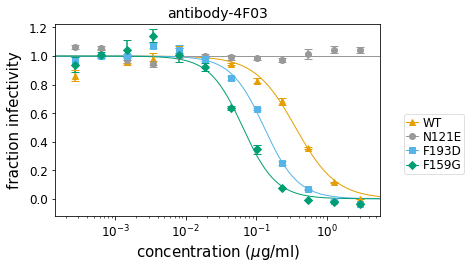 antibody-4F03
fraction infectivity
1.2
1.0
0.8
0.6
0.4
0.2
0.0
10⁻³
10⁻²
10⁻¹
10⁰
concentration (μg/ml)
WT
N121E
F193D
F159G